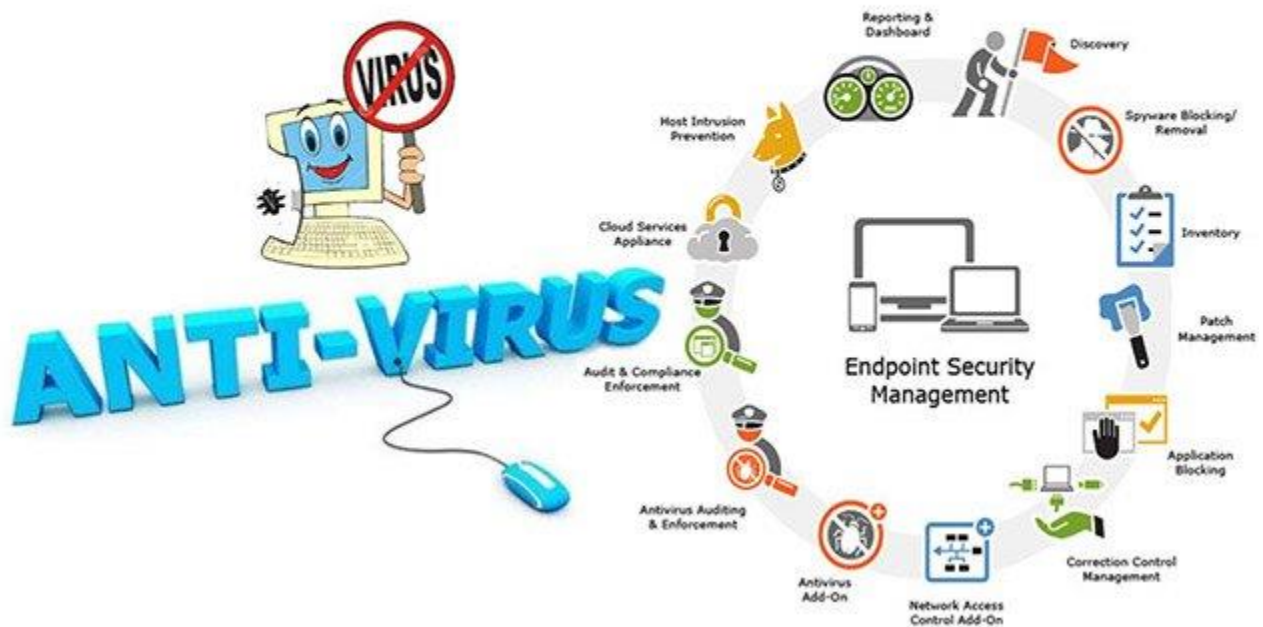 VIRUS
ANTI-VIRUS
Reporting &
Dashboard
Discovery
Spyware Blocking/
Removal
Inventory
Patch
Management
Application
Blocking
Correction Control
Management
Network Access
Control Add-On
Antivirus
Add-On
Antivirus Auditing
& Enforcement
Audit & Compliance
Enforcement
Cloud Services
Appliance
Host Intrusion
Prevention
Endpoint Security
Management